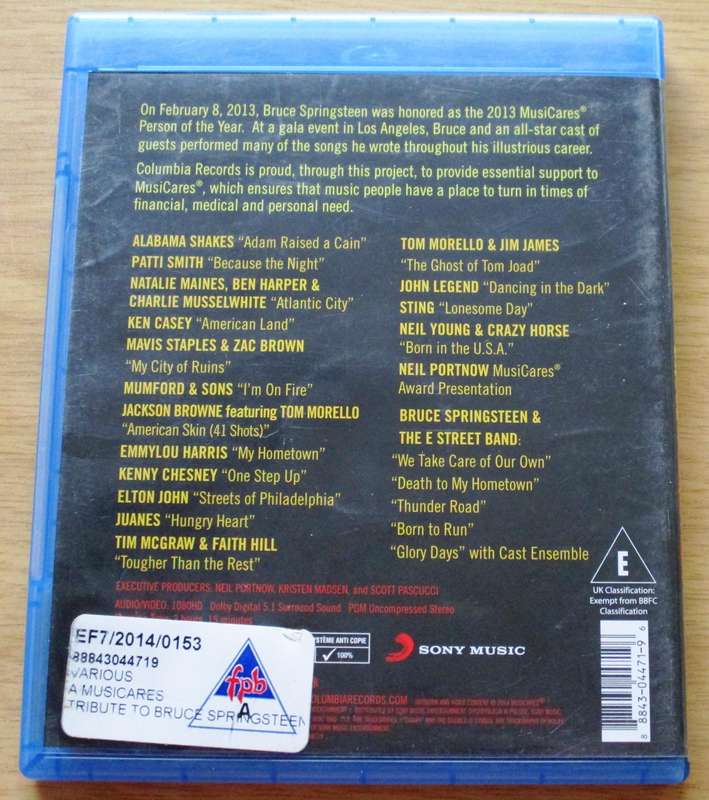 On February 8, 2013, Bruce Springsteen was honored as the 2013 MusiCares®
Person of the Year. At a gala event in Los Angeles, Bruce and an all-star cast of
guests performed many of the songs he wrote throughout his illustrious career.
Columbia Records is proud, through this project, to provide essential support to
MusiCares®, which ensures that music people have a place to turn in times of
financial, medical and personal need.
ALABAMA SHAKES “Adam Raised a Cain”
PATTI SMITH “Because the Night”
NATALIE MAINES, BEN HARPER &
CHARLIE MUSSELWHITE “Atlantic City”
KEN CASEY “American Land”
MAVIS STAPLES & ZAC BROWN
“My City of Ruins”
MUMFORD & SONS “I’m On Fire”
JACKSON BROWNE featuring TOM MORELLO
“American Skin (41 Shots)”
EMMYLOU HARRIS “My Hometown”
KENNY CHESNEY “One Step Up”
ELTON JOHN “Streets of Philadelphia”
JUANES “Hungry Heart”
TIM MCGRAW & FAITH HILL
“Tougher Than the Rest”
TOM MORELLO & JIM JAMES
“The Ghost of Tom Joad”
JOHN LEGEND “Dancing in the Dark”
STING “Lonesome Day”
NEIL YOUNG & CRAZY HORSE
“Born in the U.S.A.”
NEIL PORTNOW MusiCares®
Award Presentation
BRUCE SPRINGSTEEN &
THE E STREET BAND:
“We Take Care of Our Own”
“Death to My Hometown”
“Thunder Road”
“Born to Run”
“Glory Days” with Cast Ensemble
E
UK Classification:
Exempt from BBFC
Classification
EXECUTIVE PRODUCERS: NEIL PORTNOW, KRISTEN MADSEN, and SCOTT PASCUCCI
AUDIO/VIDEO: 1080HD Dolby Digital 5.1 Surround Sound PGM Uncompressed Stereo
15 minutes
SYSTÈME ANTI COPIE
100%
SONY MUSIC
EF7/2014/0153
88843044719
VARIOUS
A MUSICARES
TRIBUTE TO BRUCE SPRINGSTEEN
fpb
A
COLUMBIARECORDS.COM
8 88843-04471-9 6